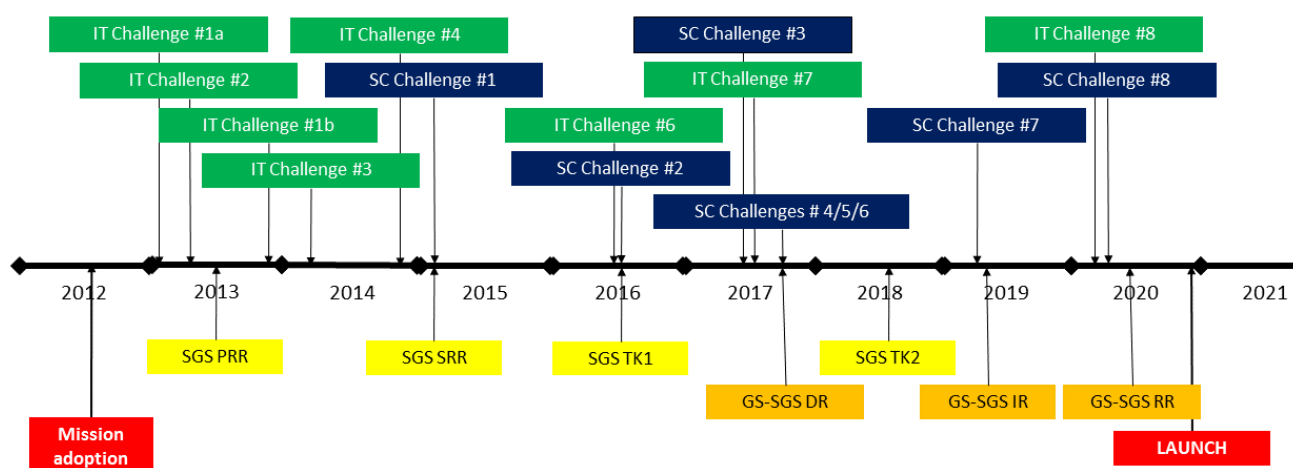 IT Challenge #1a
IT Challenge #4
SC Challenge #3
IT Challenge #8
IT Challenge #2
SC Challenge #1
IT Challenge #7
SC Challenge #8
IT Challenge #1b
IT Challenge #6
SC Challenge #7
IT Challenge #3
SC Challenge #2
SC Challenges # 4/5/6
2012
2013
2014
2015
2016
2017
2018
2019
2020
2021
SGS PRR
SGS SRR
SGS TK1
SGS TK2
GS-SGS DR
GS-SGS IR
GS-SGS RR
Mission
adoption
LAUNCH